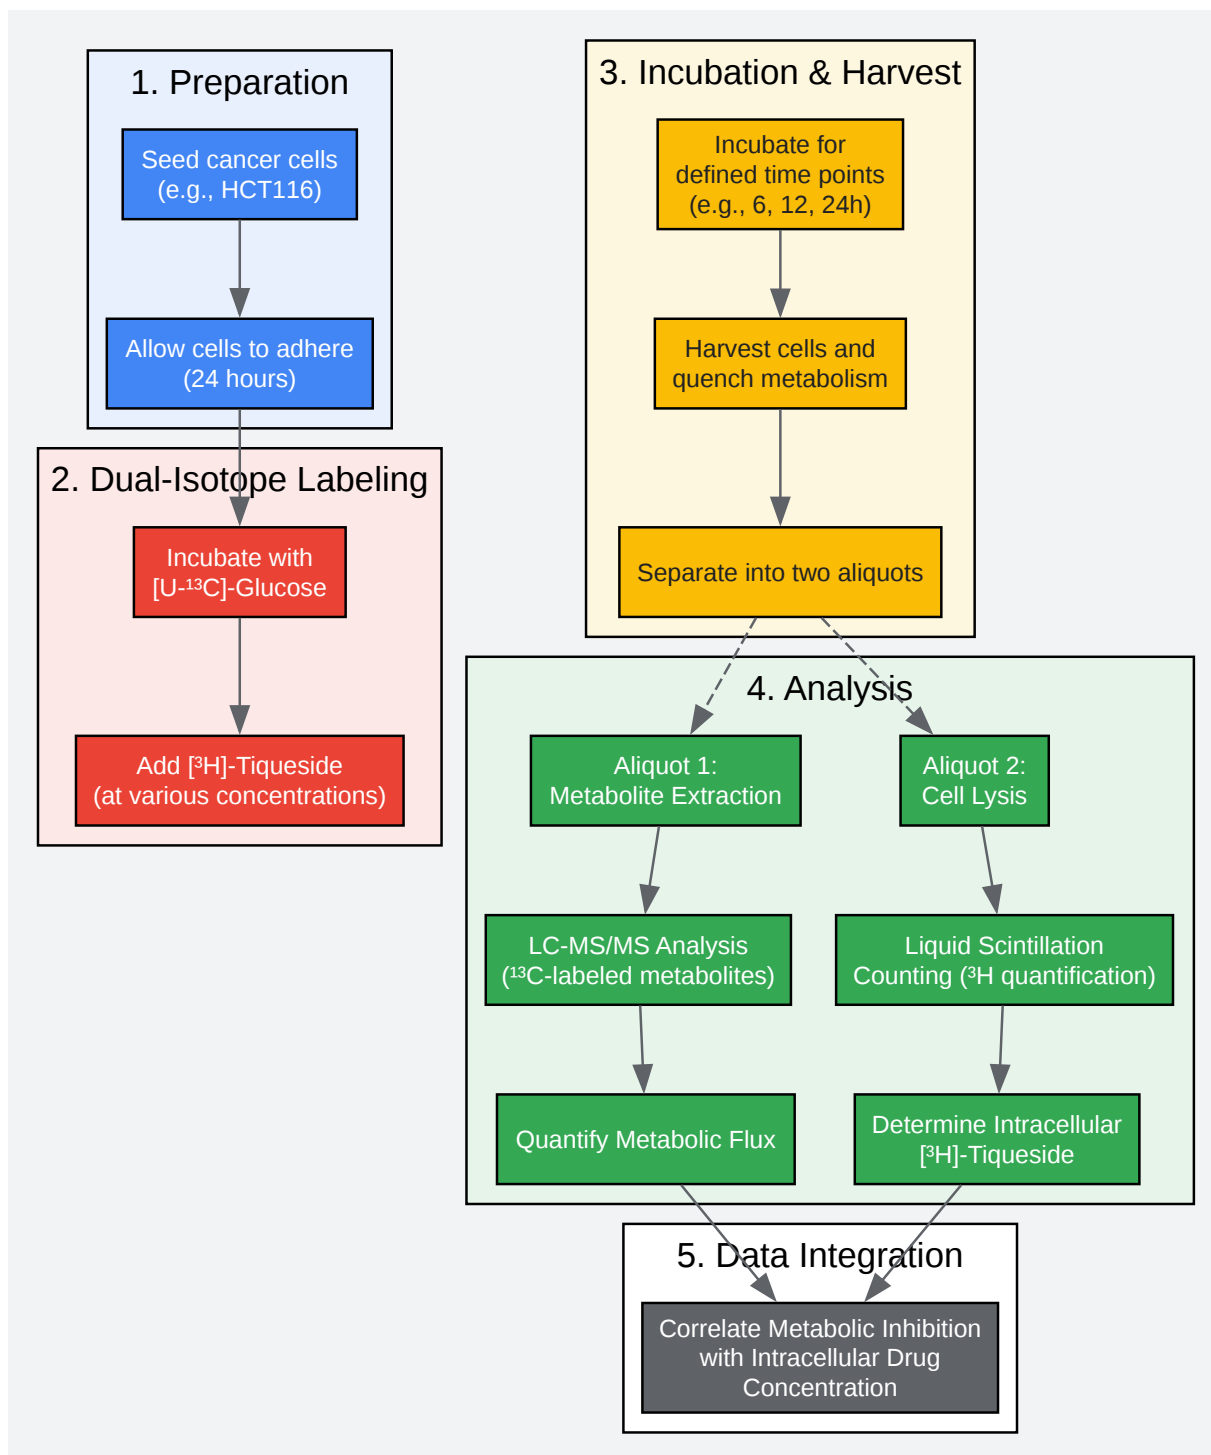 1. Preparation
Seed cancer cells
(e.g., HCT116)
Allow cells to adhere
(24 hours)
2. Dual-Isotope Labeling
Incubate with
[U-¹³C]-Glucose
Add [³H]-Tiqueside
(at various concentrations)
3. Incubation & Harvest
Incubate for
defined time points
(e.g., 6, 12, 24h)
Harvest cells and
quench metabolism
Separate into two aliquots
4. Analysis
Aliquot 1:
Metabolite Extraction
LC-MS/MS Analysis
(¹³C-labeled metabolites)
Quantify Metabolic Flux
Aliquot 2:
Cell Lysis
Liquid Scintillation
Counting (³H quantification)
Determine Intracellular
[³H]-Tiqueside
5. Data Integration
Correlate Metabolic Inhibition
with Intracellular Drug
Concentration